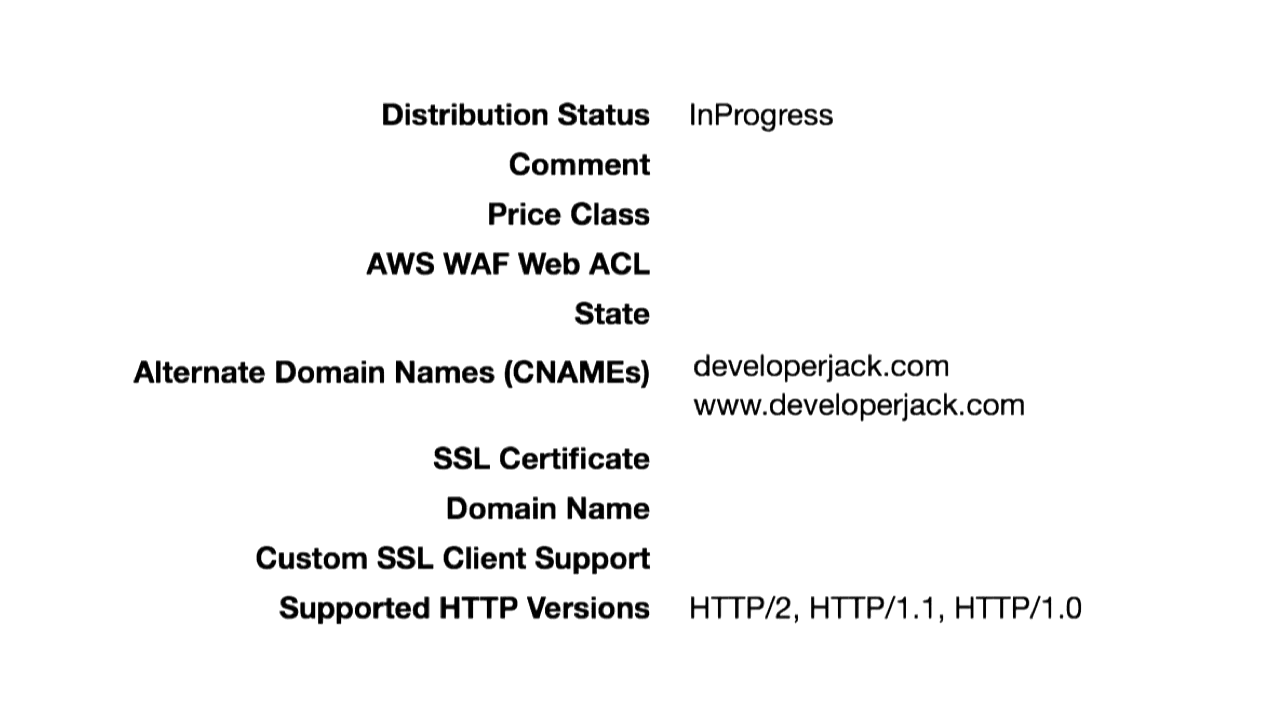 Distribution Status InProgress
Comment
Price Class
AWS WAF Web ACL
State
Alternate Domain Names (CNAMEs) developerjack.com
www.developerjack.com
SSL Certificate
Domain Name
Custom SSL Client Support
Supported HTTP Versions HTTP/2, HTTP/1.1, HTTP/1.0